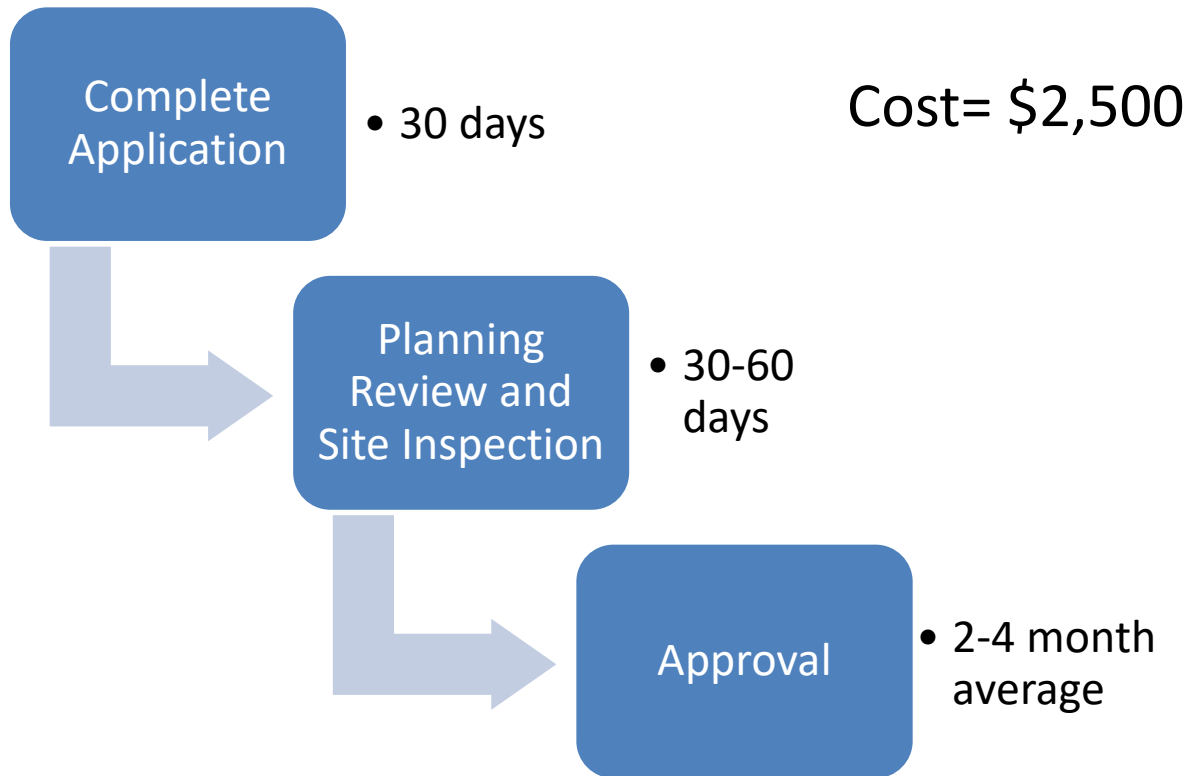 Complete
Application
• 30 days
Cost= $2,500
Planning
Review and
Site Inspection
• 30-60
days
Approval
• 2-4 month
average